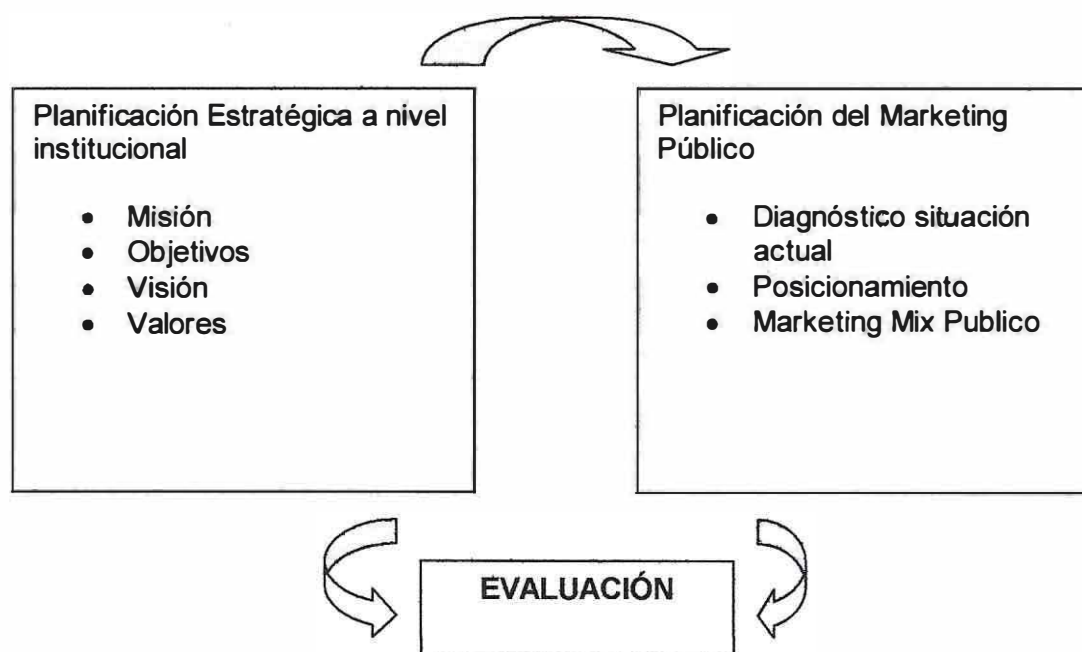 Planificación Estratégica a nivel
institucional
• Misión
• Objetivos
• Visión
• Valores
Planificación del Marketing
Público
• Diagnóstico situación
actual
• Posicionamiento
• Marketing Mix Publico
EVALUACIÓN